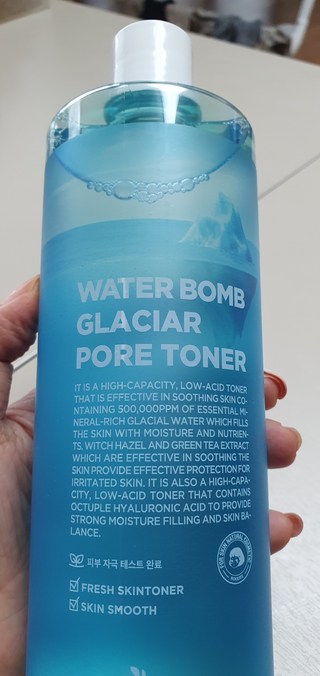 WATER BOMB
GLACIAR
PORE TONER
IT IS A HIGH-CAPACITY, LOW-ACID TONER
THAT IS EFFECTIVE IN SOOTHING SKIN CO-
NTAINING 500,000PPM OF ESSENTIAL MI-
NERAL-RICH GLACIAL WATER WHICH FILLS
THE SKIN WITH MOISTURE AND NUTRIEN-
TS. WITCH HAZEL AND GREEN TEA EXTRACT
WHICH ARE EFFECTIVE IN SOOTHING THE
SKIN PROVIDE EFFECTIVE PROTECTION FOR
IRRITATED SKIN. IT IS ALSO A HIGH-CAPA-
CITY, LOW-ACID TONER THAT CONTAINS
OCTUPLE HYALURONIC ACID TO PROVIDE
STRONG MOISTURE FILLING AND SKIN BA-
LANCE.
피부 자극 테스트 완료
FRESH SKINTONER
SKIN SMOOTH